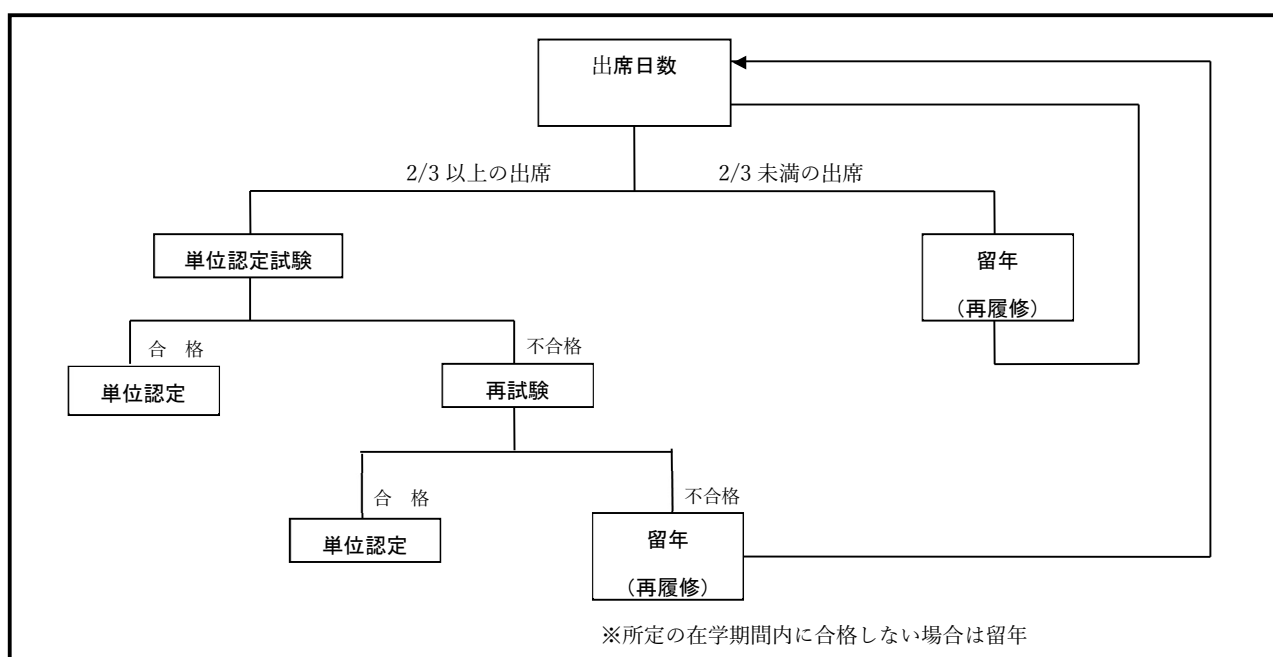 出席日数
2/3 以上の出席
2/3 未満の出席
単位認定試験
留年
（再履修）
合　格
不合格
単位認定
再試験
合　格
不合格
単位認定
留年
（再履修）
※所定の在学期間内に合格しない場合は留年